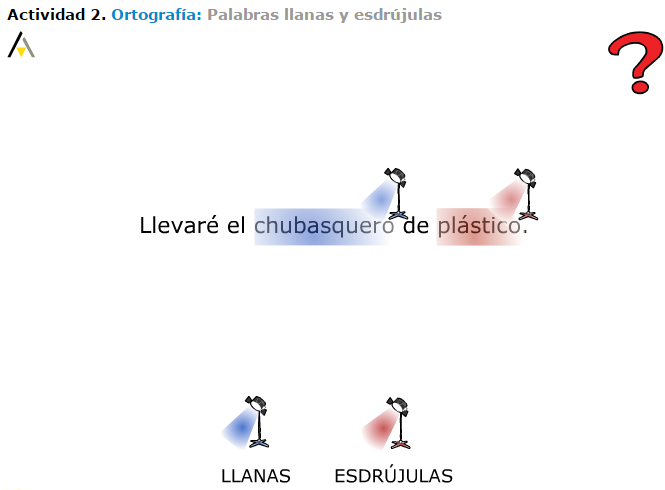 Actividad 2. Ortografía: Palabras llanas y esdrújulas
Llevaré el chubasquero de plástico.
LLANAS ESDRÚJULAS